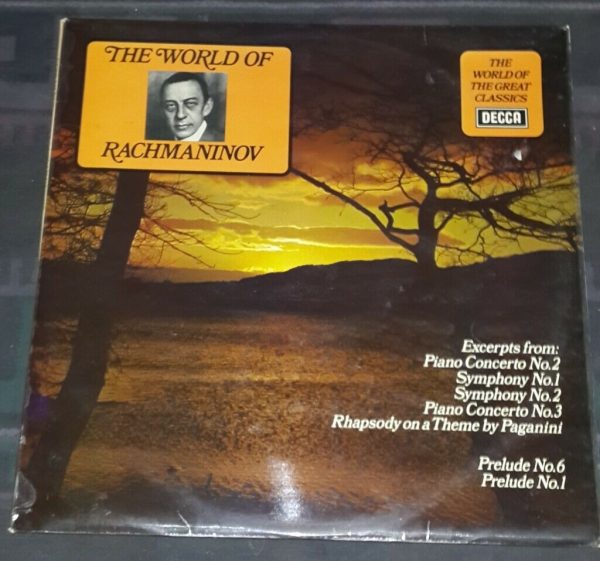 THE WORLD OF
RACHMANINOV
THE
WORLD OF
THE GREAT
CLASSICS
DECCA
Excerpts from:
Piano Concerto No.2
Symphony No.1
Symphony No.2
Piano Concerto No.3
Rhapsody on a Theme by Paganini
Prelude No.6
Prelude No.1